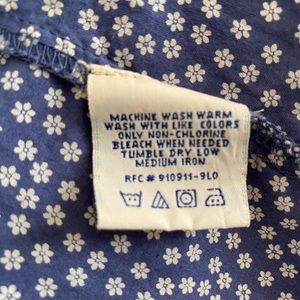 MACHINE WASH WARM
WASH WITH LIKE COLORS
ONLY NON-CHLORINE
BLEACH WHEN NEEDED
TUMBLE DRY LOW
MEDIUM IRON
RFC # 910911-9L0